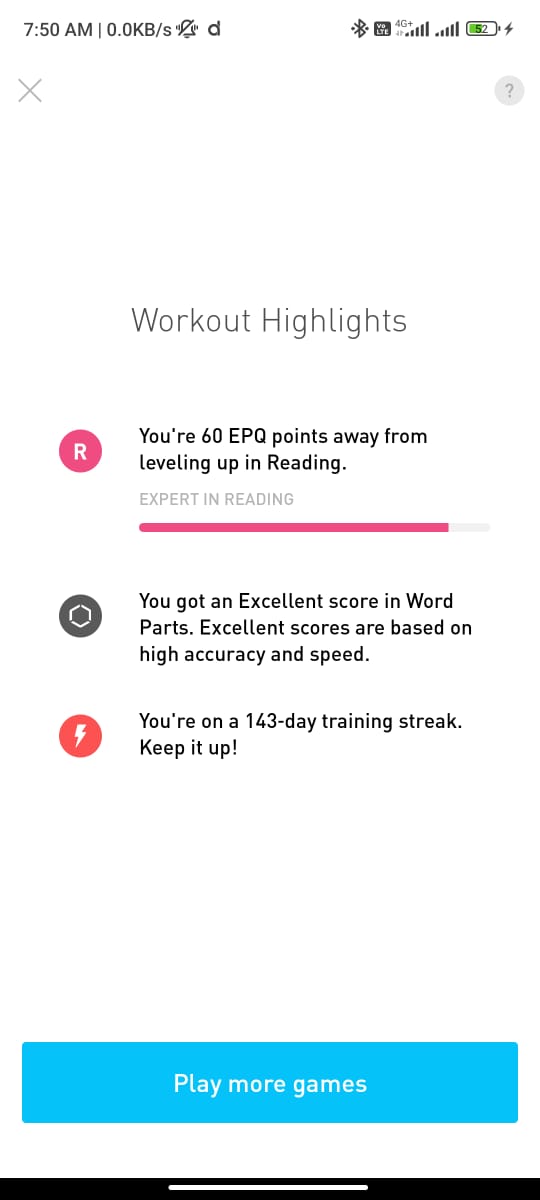 7:50 AM | 0.0KB/s d
Vo LTE 4G+ 52
?
Workout Highlights
R
You're 60 EPQ points away from
leveling up in Reading.
EXPERT IN READING
You got an Excellent score in Word
Parts. Excellent scores are based on
high accuracy and speed.
You're on a 143-day training streak.
Keep it up!
Play more games